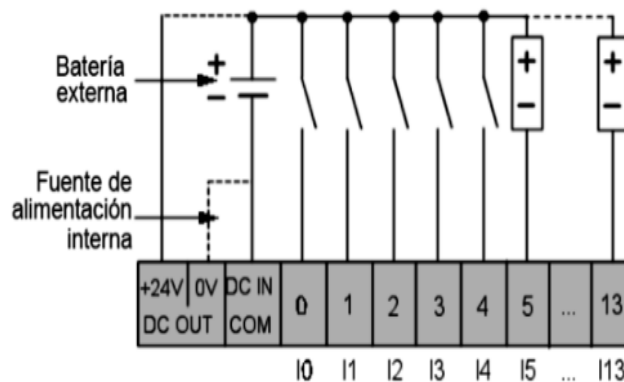 Batería
externa
+
−
+
−
+
−
Fuente de
alimentación
interna
+24V 0V DC IN 0 1 2 3 4 5 ... 13
DC OUT COM
I0 I1 I2 I3 I4 I5 ... I13